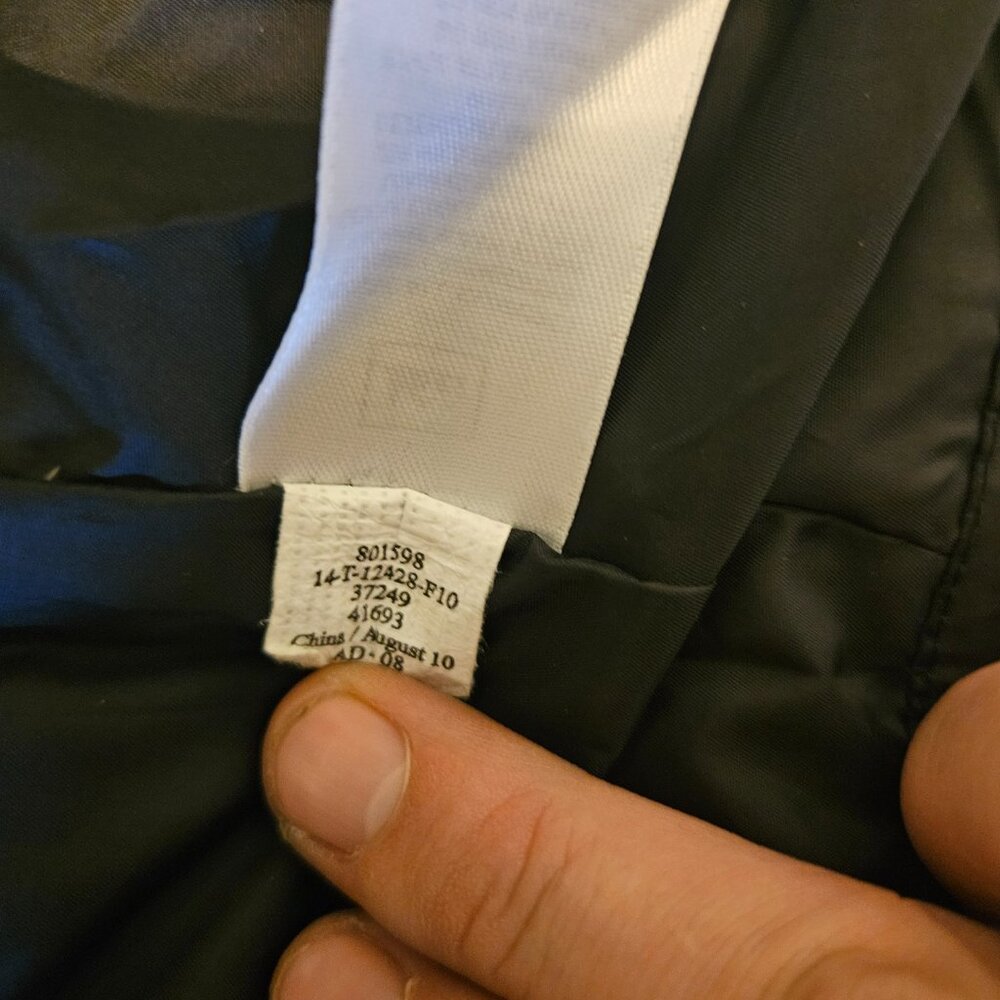 801598
14-T-12428-F10
37249
41693
China / August 10
AD - 08